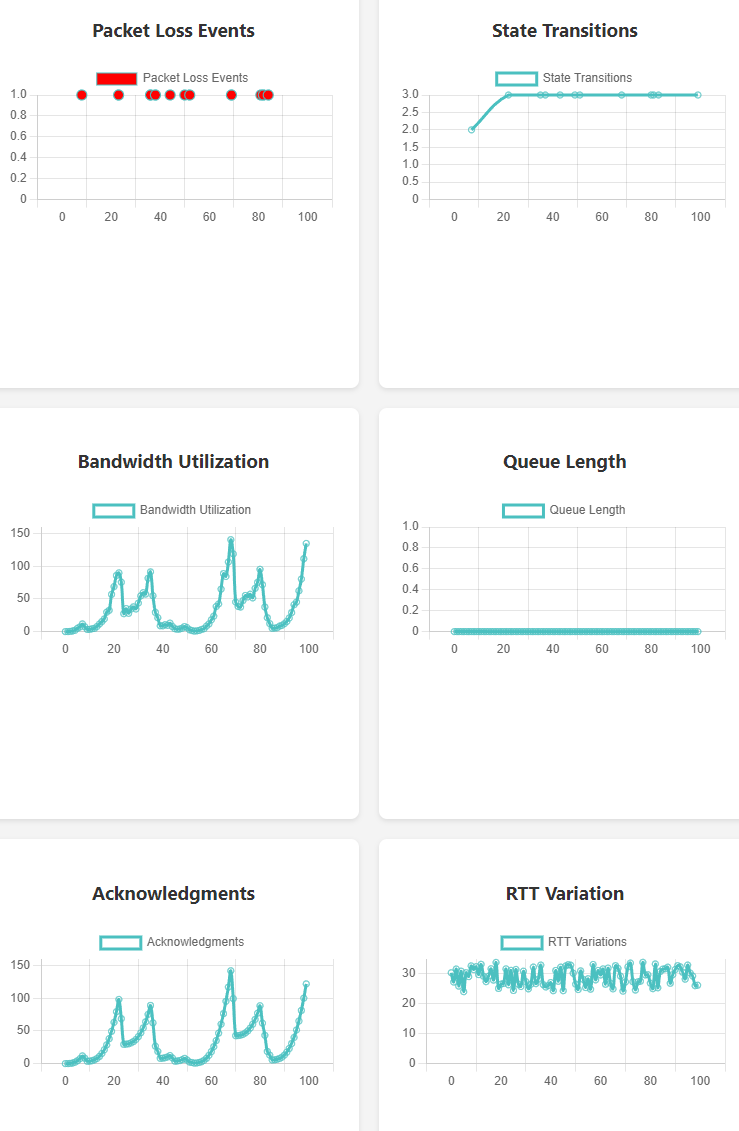 Packet Loss Events
Packet Loss Events
1.0
0.8
0.6
0.4
0.2
0
0 20 40 60 80 100
State Transitions
State Transitions
3.0
2.5
2.0
1.5
1.0
0.5
0
0 20 40 60 80 100
Bandwidth Utilization
Bandwidth Utilization
150
100
50
0
0 20 40 60 80 100
Queue Length
Queue Length
1.0
0.8
0.6
0.4
0.2
0
0 20 40 60 80 100
Acknowledgments
Acknowledgments
150
100
50
0
0 20 40 60 80 100
RTT Variation
RTT Variations
30
20
10
0
0 20 40 60 80 100